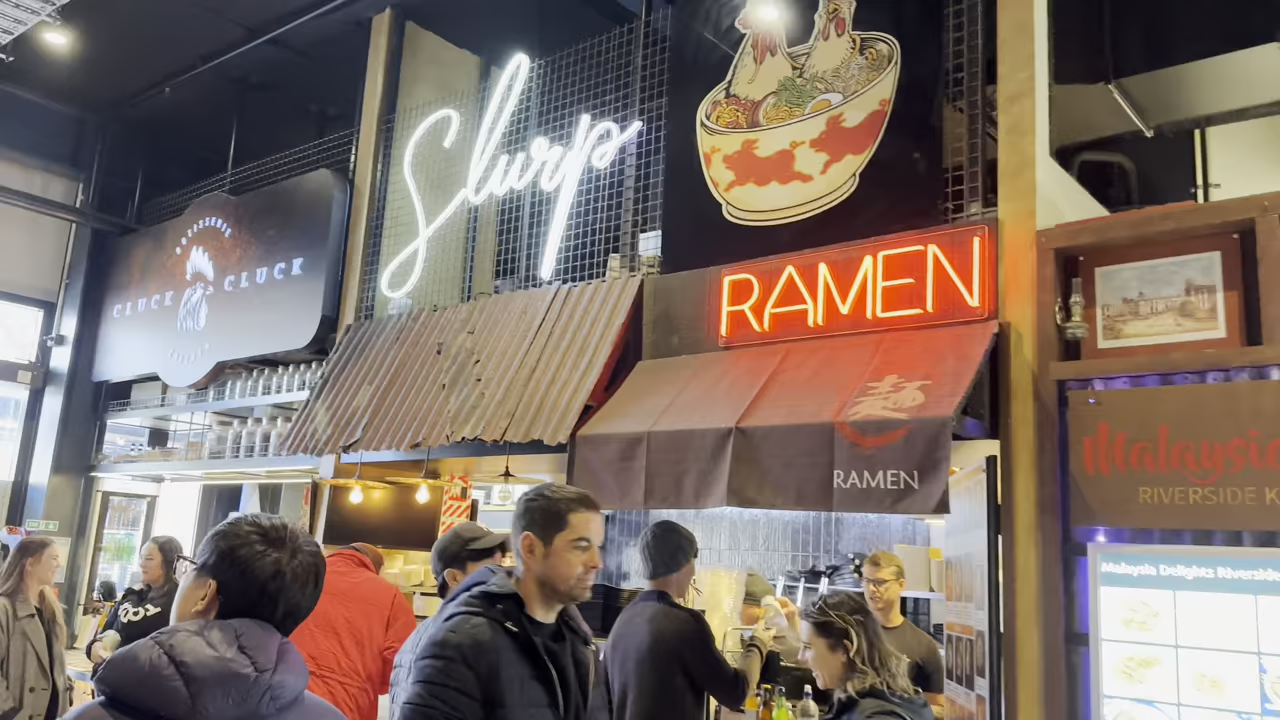 ROTISSERIE
CLUCK CLUCK
Slurp
RAMEN
麺
RAMEN
Malaysia
RIVERSIDE K
Malaysia Delights Riverside